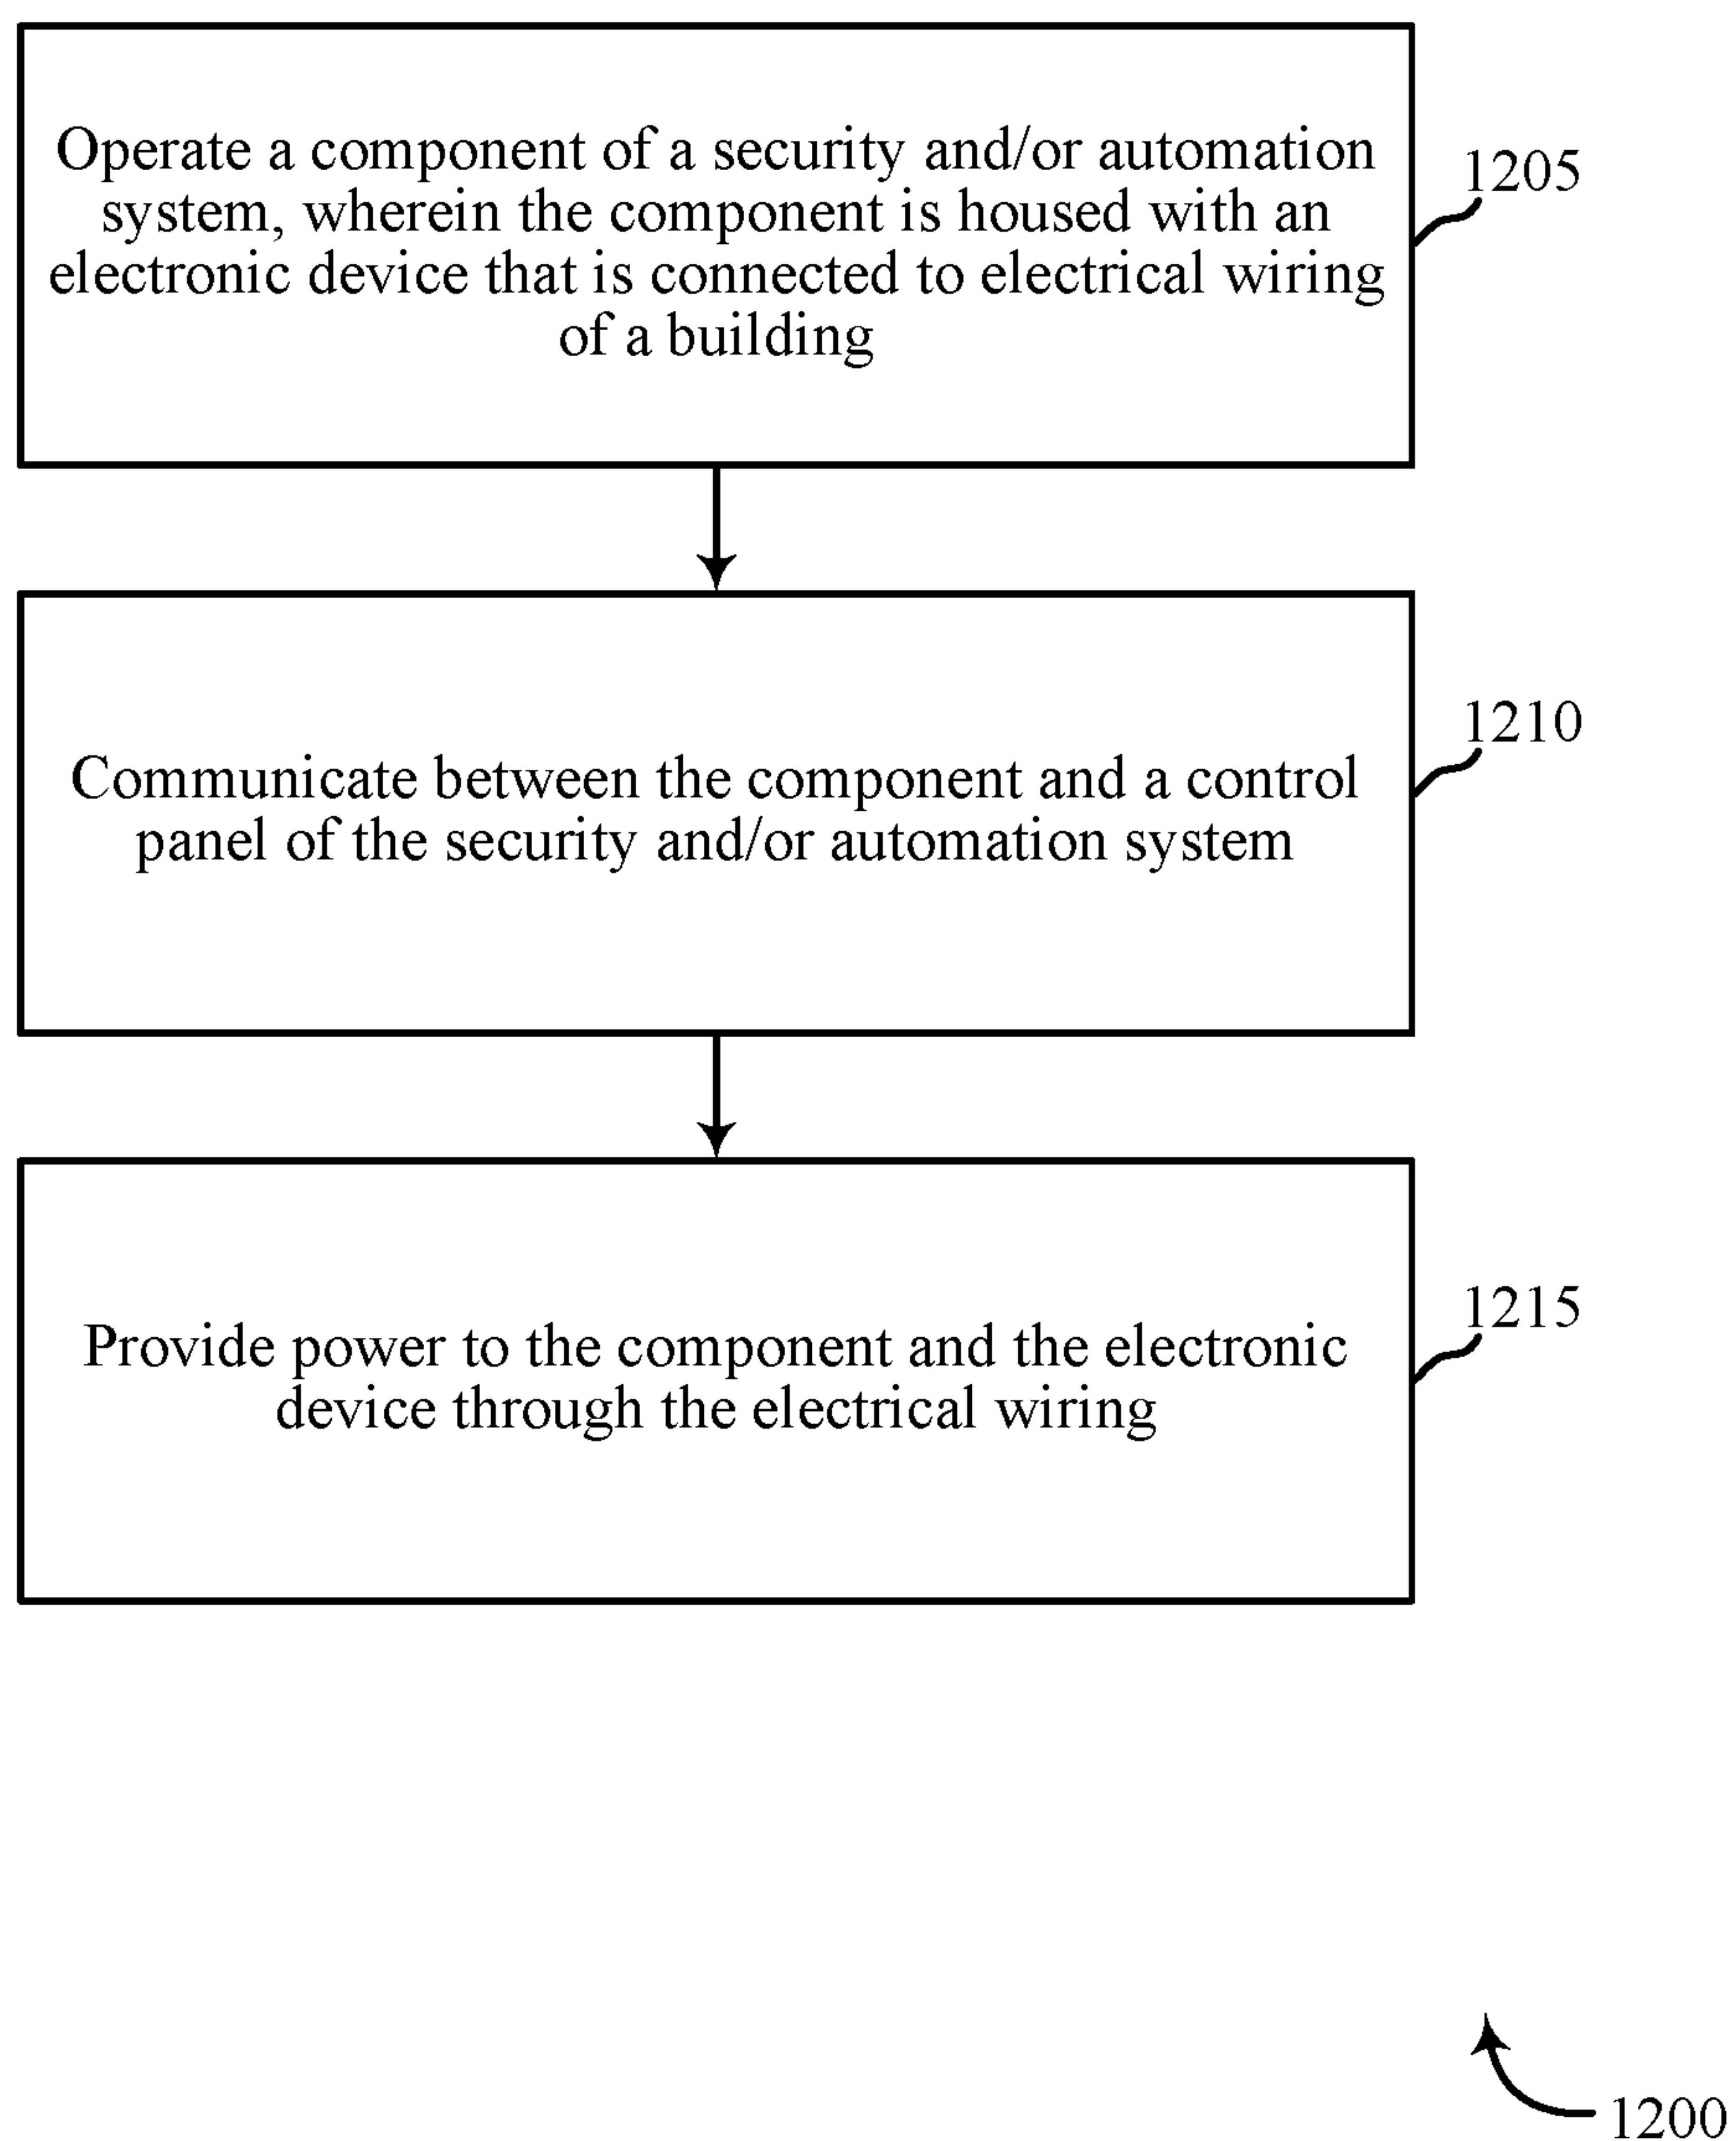 Operate a component of a security and/or automation
system, wherein the component is housed with an
electronic device that is connected to electrical wiring
of a building
1205
Communicate between the component and a control
panel of the security and/or automation system
1210
Provide power to the component and the electronic
device through the electrical wiring
1215
1200